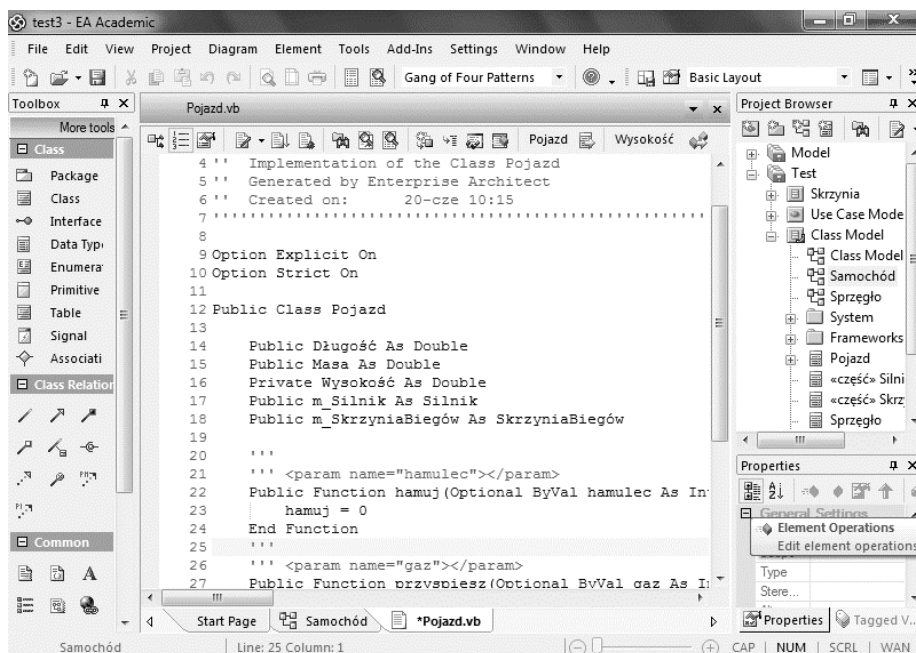 test3 - EA Academic
File Edit View Project Diagram Element Tools Add-Ins Settings Window Help
Gang of Four Patterns Basic Layout
Toolbox
More tools
Class
Package
Class
Interface
Data Typ
Enumera
Primitive
Table
Signal
Associati
Class Relation
Common
A
Pojazd.vb
Pojazd Wysokość
4 '' Implementation of the Class Pojazd
5 '' Generated by Enterprise Architect
6 '' Created on: 20-cze 10:15
7 '''''''''''''''''''''''''''''''''''''''''''''''''''''
8
9 Option Explicit On
10 Option Strict On
11
12 Public Class Pojazd
13
14 Public Długość As Double
15 Public Masa As Double
16 Private Wysokość As Double
17 Public m_Silnik As Silnik
18 Public m_SkrzyniaBiegów As SkrzyniaBiegów
19
20 '''
21 ''' <param name="hamulec"></param>
22 Public Function hamuj(Optional ByVal hamulec As In
23 hamuj = 0
24 End Function
25 '''
26 ''' <param name="gaz"></param>
27 Public Function przyspiesz(Optional ByVal gaz As I
Start Page Samochód *Pojazd.vb
Project Browser
Model
Test
Skrzynia
Use Case Mode
Class Model
Class Model
Samochód
Sprzęgło
System
Frameworks
Pojazd
«część» Silni
«część» Skrz
Sprzęgło
Properties
General Settings
Element Operations
Edit element operations
Type
Stere...
Properties Tagged V...
Samochód Line: 25 Column: 1 CAP NUM SCRL WAN